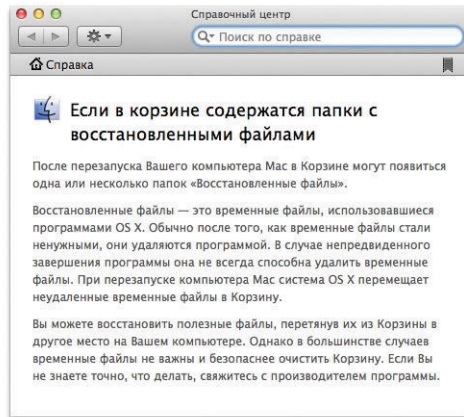 Справочный центр
Поиск по справке
Справка
Если в корзине содержатся папки с
восстановленными файлами
После перезапуска Вашего компьютера Mac в Корзине могут появиться
одна или несколько папок «Восстановленные файлы».
Восстановленные файлы — это временные файлы, использовавшиеся
программами OS X. Обычно после того, как временные файлы стали
ненужными, они удаляются программой. В случае непредвиденного
завершения программы она не всегда способна удалить временные
файлы. При перезапуске компьютера Mac система OS X перемещает
неудаленные временные файлы в Корзину.
Вы можете восстановить полезные файлы, перетянув их из Корзины в
другое место на Вашем компьютере. Однако в большинстве случаев
временные файлы не важны и безопаснее очистить Корзину. Если Вы
не знаете точно, что делать, свяжитесь с производителем программы.